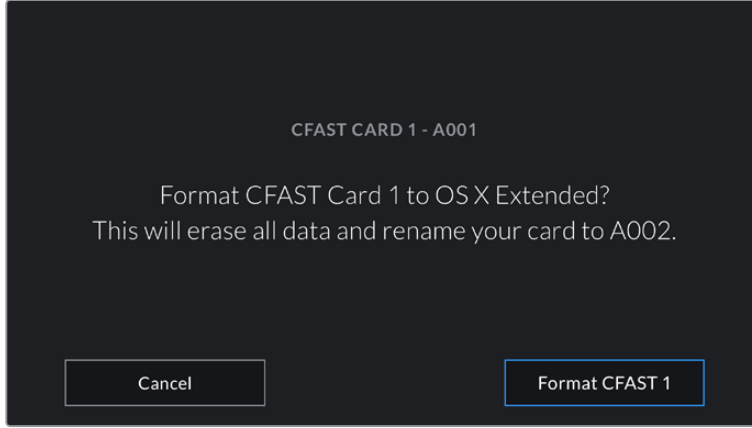 CFAST CARD 1 - A001
Format CFAST Card 1 to OS X Extended?
This will erase all data and rename your card to A002.
Cancel
Format CFAST 1